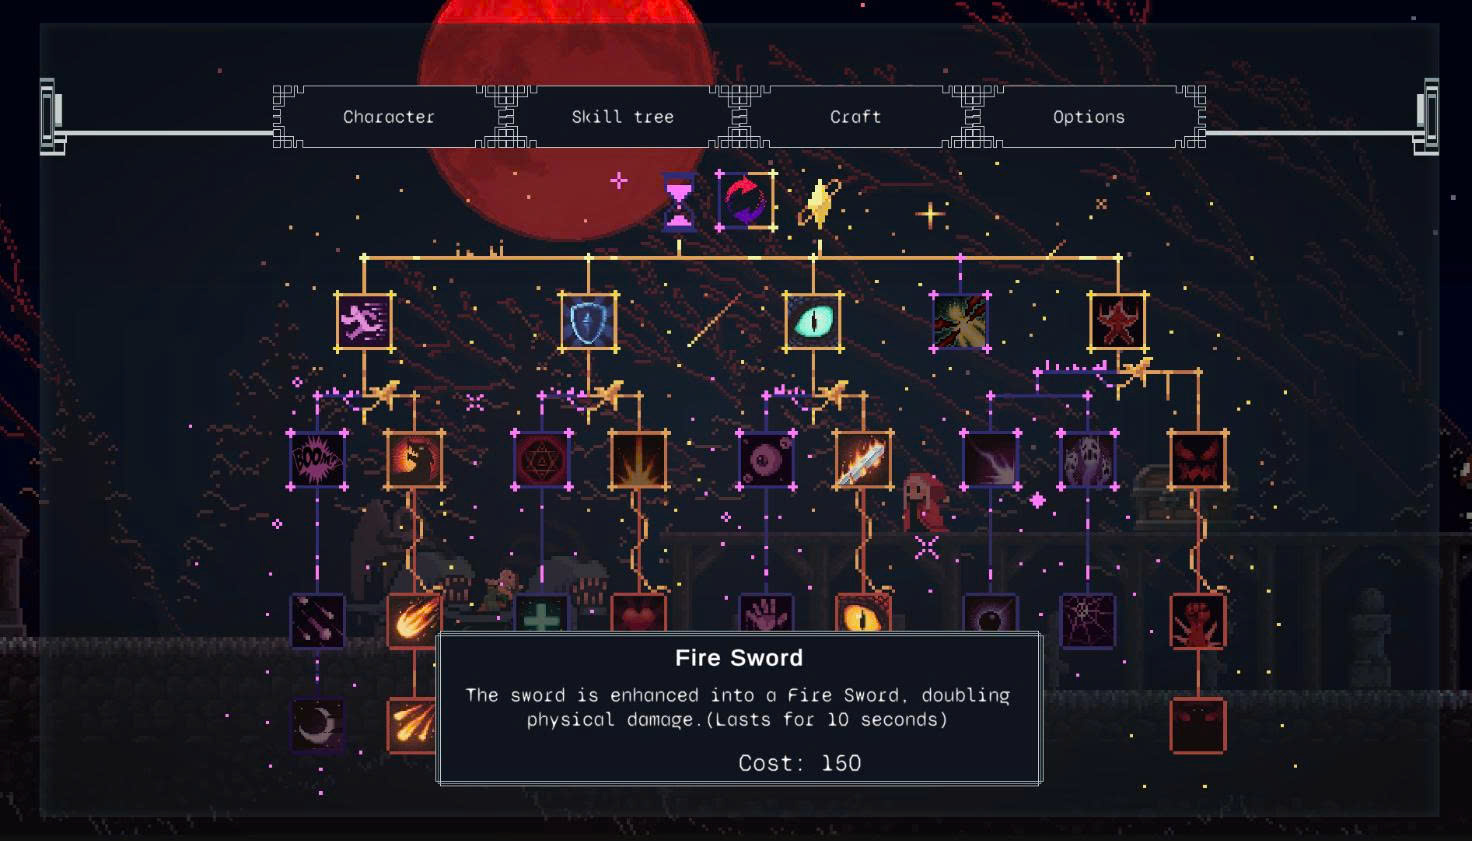 Character
Skill tree
Craft
Options
BOOM
Fire Sword
The sword is enhanced into a Fire Sword, doubling
physical damage.(Lasts for 10 seconds)
Cost: 150